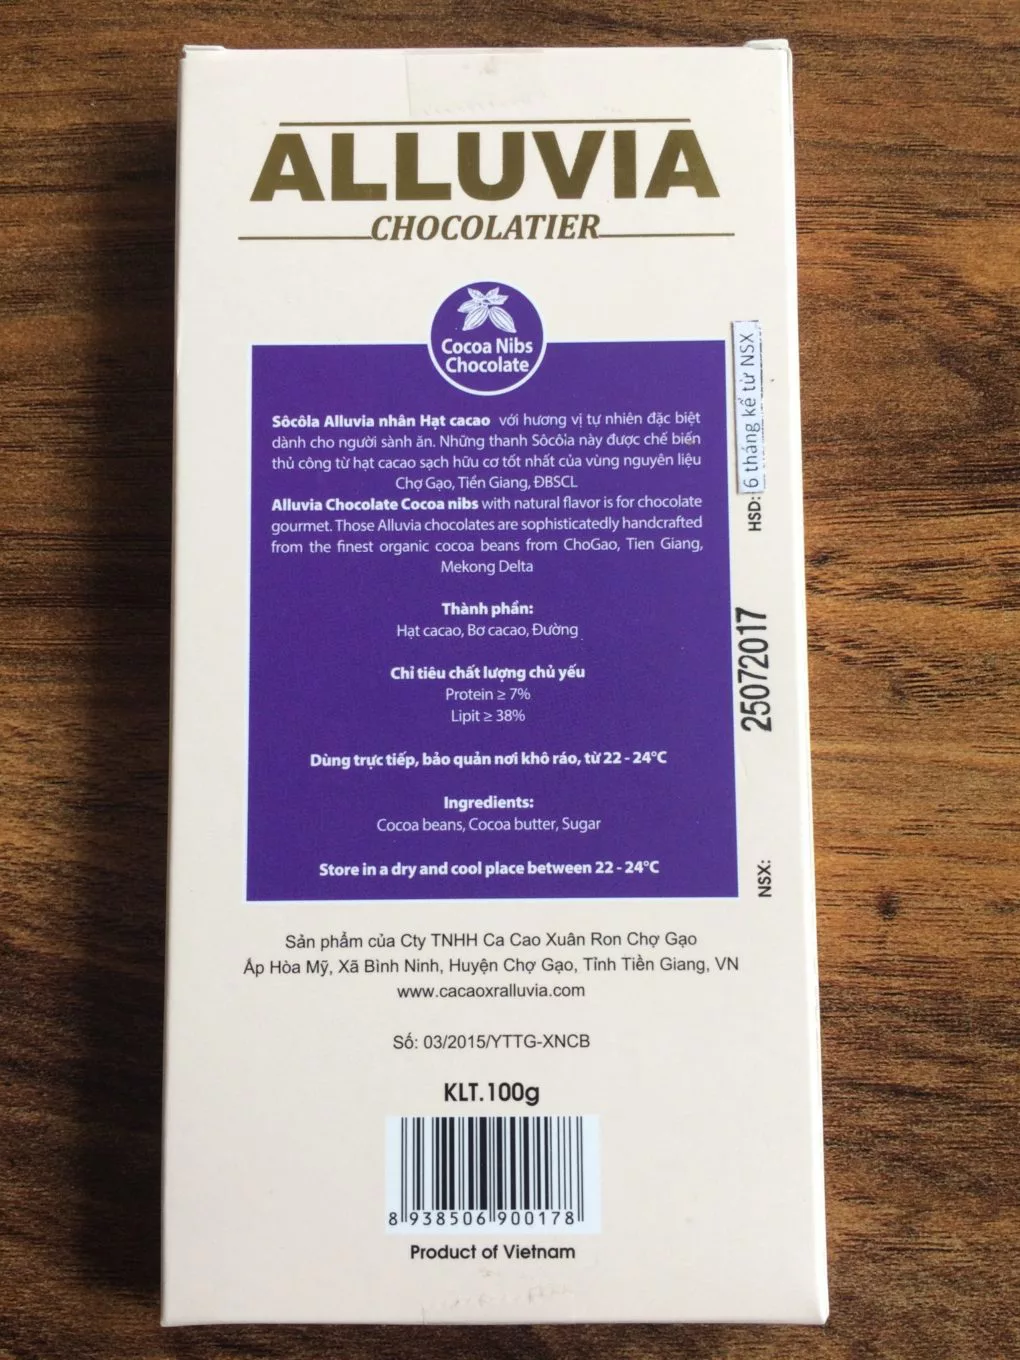 ALLUVIA
CHOCOLATIER
Cocoa Nibs
Chocolate
Sôcôla Alluvia nhân Hạt cacao với hương vị tự nhiên đặc biệt
dành cho người sành ăn. Những thanh Sôcôla này được chế biến
thủ công từ hạt cacao sạch hữu cơ tốt nhất của vùng nguyên liệu
Chợ Gạo, Tiền Giang, ĐBSCL
Alluvia Chocolate Cocoa nibs with natural flavor is for chocolate
gourmet. Those Alluvia chocolates are sophisticatedly handcrafted
from the finest organic cocoa beans from ChoGao, Tien Giang,
Mekong Delta
Thành phần:
Hạt cacao, Bơ cacao, Đường
Chỉ tiêu chất lượng chủ yếu
Protein ≥ 7%
Lipit ≥ 38%
Dùng trực tiếp, bảo quản nơi khô ráo, từ 22 - 24°C
Ingredients:
Cocoa beans, Cocoa butter, Sugar
Store in a dry and cool place between 22 - 24°C
NSX: 25072017 HSD: 6 tháng kể từ NSX
Sản phẩm của Cty TNHH Ca Cao Xuân Ron Chợ Gạo
Ấp Hòa Mỹ, Xã Bình Ninh, Huyện Chợ Gạo, Tỉnh Tiền Giang, VN
www.cacaoxralluvia.com
Số: 03/2015/YTTG-XNCB
KLT.100g
8 938506 900178
Product of Vietnam